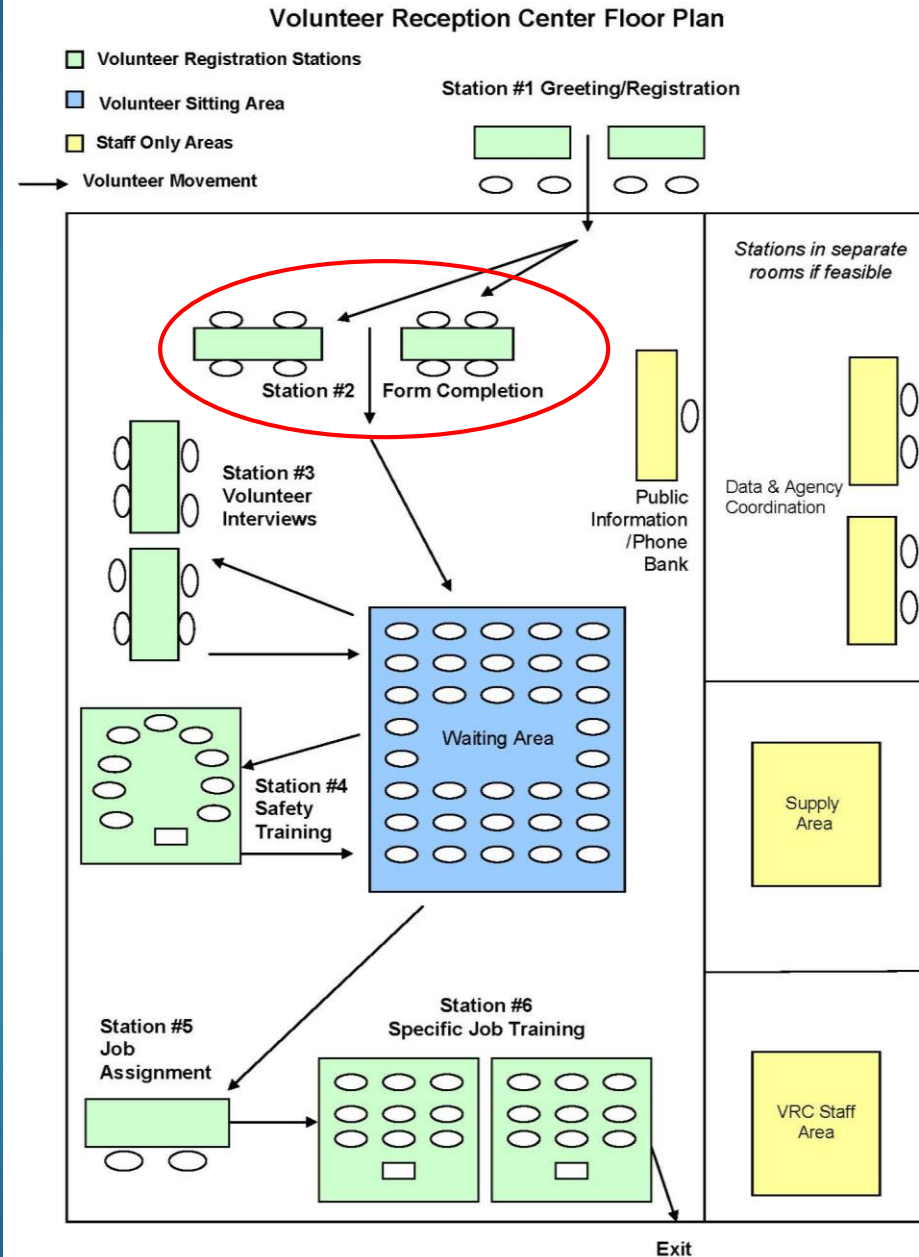 Volunteer Reception Center Floor Plan
Volunteer Registration Stations
Volunteer Sitting Area
Staff Only Areas
Volunteer Movement
Station #1 Greeting/Registration
Stations in separate
rooms if feasible
Station #2
Form Completion
Station #3
Volunteer
Interviews
Public
Information
/Phone
Bank
Data & Agency
Coordination
Waiting Area
Station #4
Safety
Training
Supply
Area
Station #5
Job
Assignment
Station #6
Specific Job Training
VRC Staff
Area
Exit